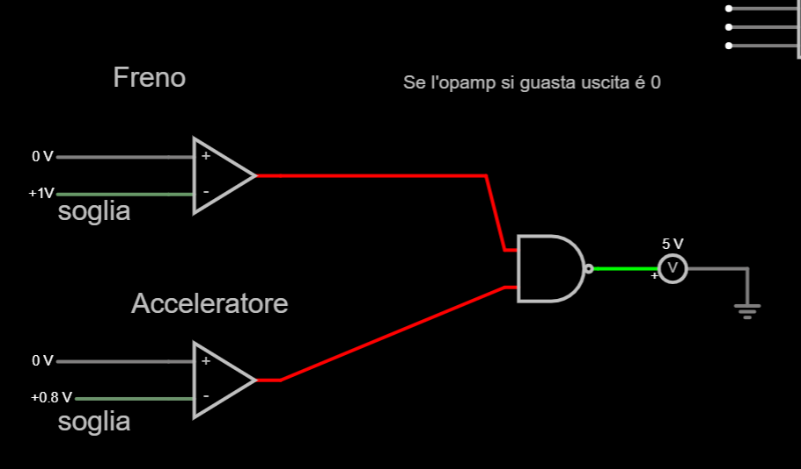 Freno
Se l'opamp si guasta uscita é 0
0 V
+
+1V
-
soglia
5 V
V
+
Acceleratore
0 V
+
+0.8 V
-
soglia